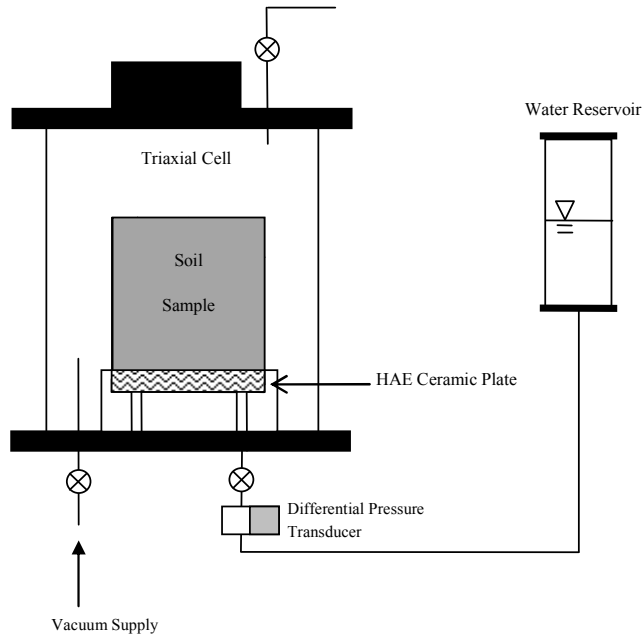 Water Reservoir
Triaxial Cell
Soil
Sample
HAE Ceramic Plate
Differential Pressure
Transducer
Vacuum Supply